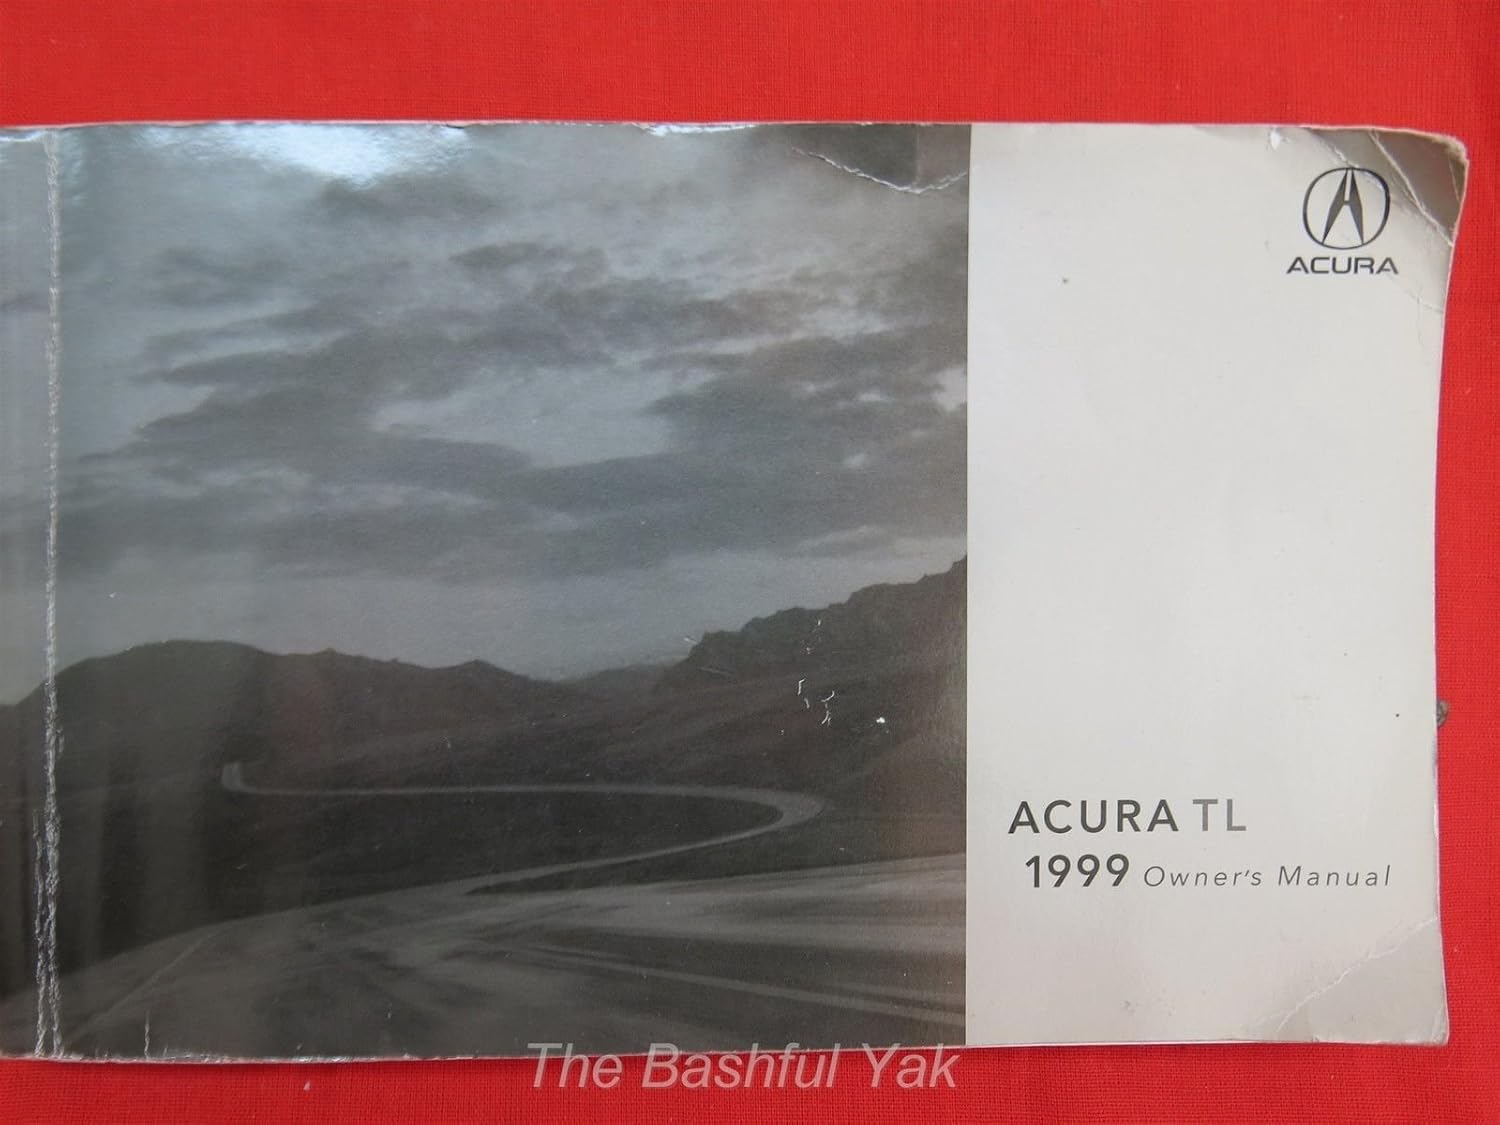 ACURA
ACURA TL
1999 Owner's Manual
The Bashful Yak